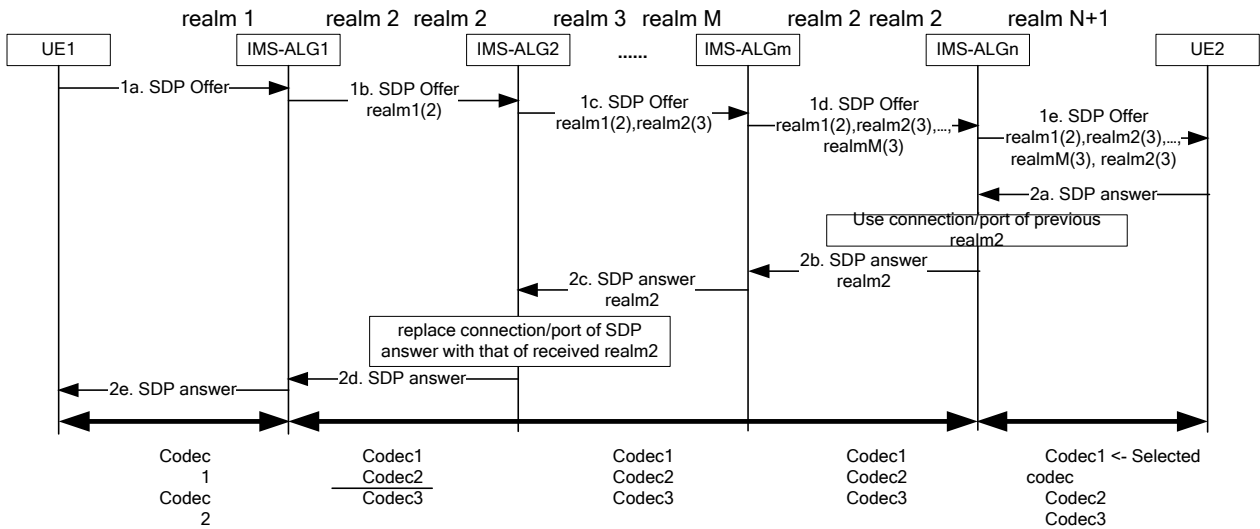 realm 1 realm 2 realm 2 realm 3 realm M realm 2 realm 2 realm N+1
UE1 IMS-ALG1 IMS-ALG2 ...... IMS-ALGm IMS-ALGn UE2
1a. SDP Offer
1b. SDP Offer
realm1(2)
1c. SDP Offer
realm1(2),realm2(3)
1d. SDP Offer
realm1(2),realm2(3),...,
realmM(3)
1e. SDP Offer
realm1(2),realm2(3),...,
realmM(3), realm2(3)
2a. SDP answer
Use connection/port of previous
realm2
2b. SDP answer
realm2
2c. SDP answer
realm2
replace connection/port of SDP
answer with that of received realm2
2d. SDP answer
2e. SDP answer
Codec
1
Codec
2
Codec1
Codec2
Codec3
Codec1
Codec2
Codec3
Codec1
Codec2
Codec3
Codec1 <- Selected
codec
Codec2
Codec3